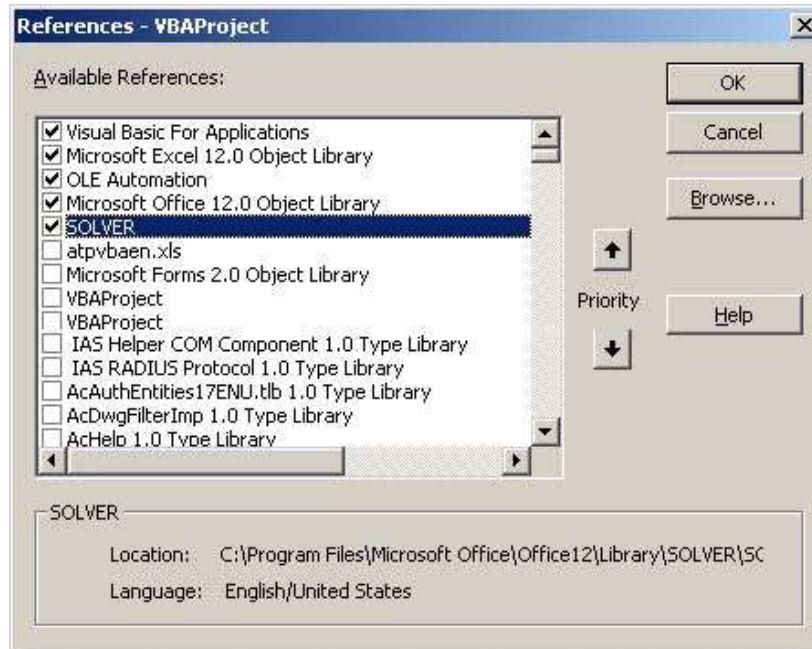 References - VBAProject
Available References:
OK
Visual Basic For Applications
Cancel
Microsoft Excel 12.0 Object Library
OLE Automation
Microsoft Office 12.0 Object Library
Browse...
SOLVER
atpvbaen.xls
Microsoft Forms 2.0 Object Library
VBAProject
Priority
VBAProject
Help
IAS Helper COM Component 1.0 Type Library
IAS RADIUS Protocol 1.0 Type Library
AcAuthEntities17ENU.tlb 1.0 Type Library
AcDwgFilterImp 1.0 Type Library
AcHelp 1.0 Type Library
SOLVER
Location: C:\Program Files\Microsoft Office\Office12\Library\SOLVER\SC
Language: English/United States